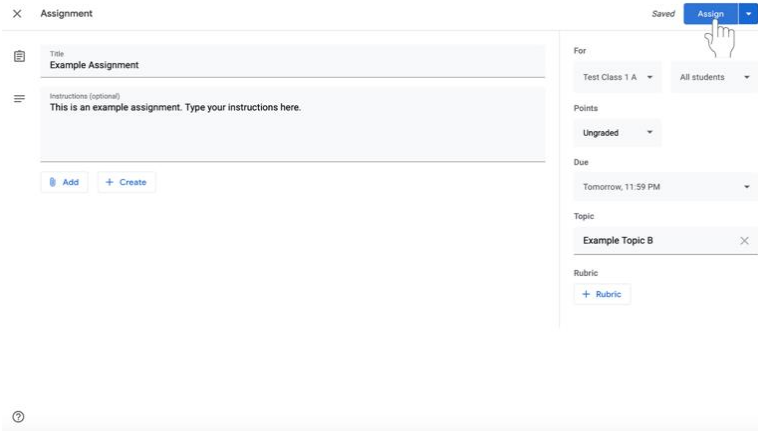 Assignment
Saved
Assign
Title
Example Assignment
Instructions (optional)
This is an example assignment. Type your instructions here.
Add
+ Create
For
Test Class 1 A
All students
Points
Ungraded
Due
Tomorrow, 11:59 PM
Topic
Example Topic B
Rubric
+ Rubric